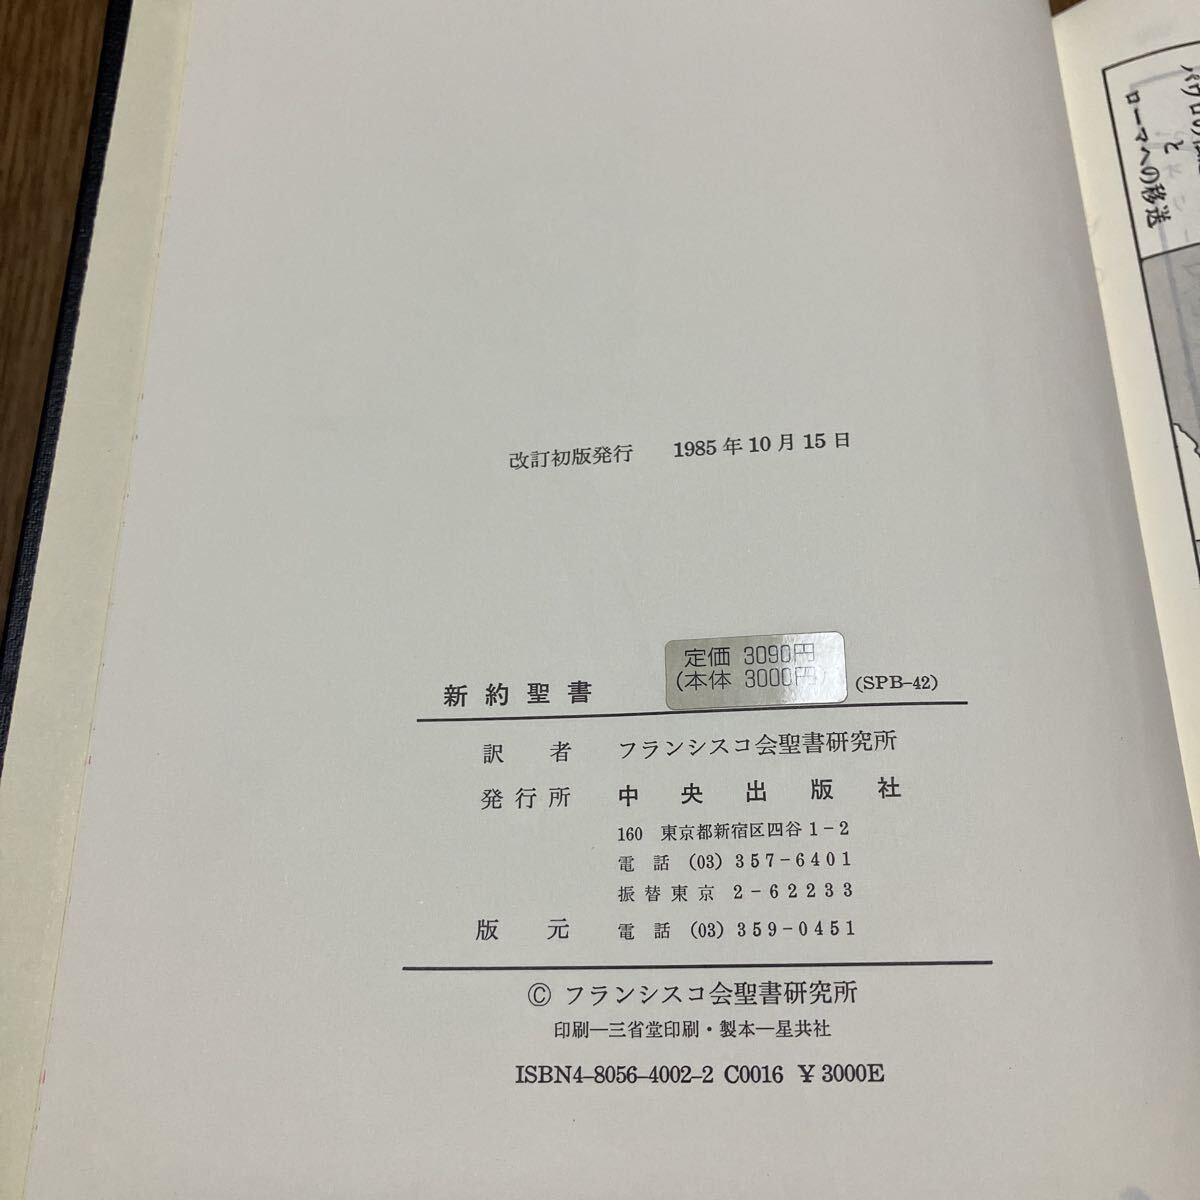 改訂初版発行　1985年10月15日
新約聖書
定価 3090円
(本体 3000円)
(SPB-42)
訳者　フランシスコ会聖書研究所
発行所　中央出版社
160　東京都新宿区四谷1-2
電話 (03) 357-6401
振替東京 2-62233
版元　電話 (03) 359-0451
© フランシスコ会聖書研究所
印刷―三省堂印刷・製本―星共社
ISBN4-8056-4002-2 C0016 ￥3000E
と
ローマへの移送